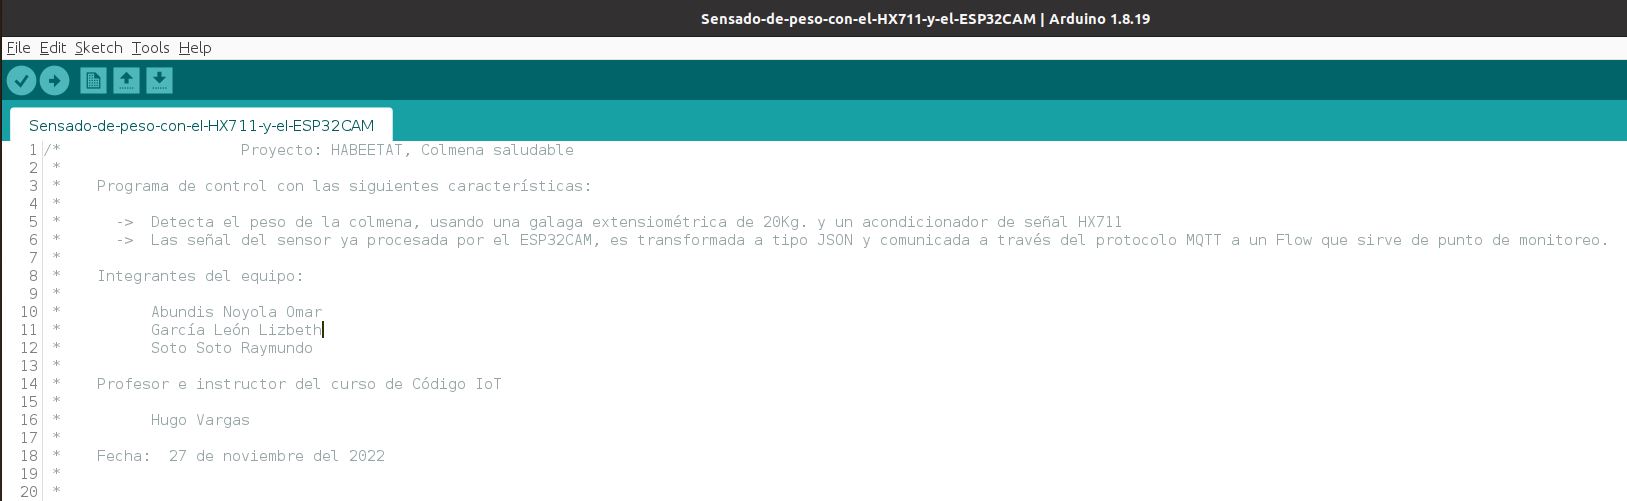 Sensado-de-peso-con-el-HX711-y-el-ESP32CAM | Arduino 1.8.19
File Edit Sketch Tools Help
Sensado-de-peso-con-el-HX711-y-el-ESP32CAM
1 /* Proyecto: HABEETAT, Colmena saludable
2 *
3 * Programa de control con las siguientes características:
4 *
5 * -> Detecta el peso de la colmena, usando una galaga extensiométrica de 20Kg. y un acondicionador de señal HX711
6 * -> Las señal del sensor ya procesada por el ESP32CAM, es transformada a tipo JSON y comunicada a través del protocolo MQTT a un Flow que sirve de punto de monitoreo.
7 *
8 * Integrantes del equipo:
9 *
10 * Abundis Noyola Omar
11 * García León Lizbeth
12 * Soto Soto Raymundo
13 *
14 * Profesor e instructor del curso de Código IoT
15 *
16 * Hugo Vargas
17 *
18 * Fecha: 27 de noviembre del 2022
19 *
20 *